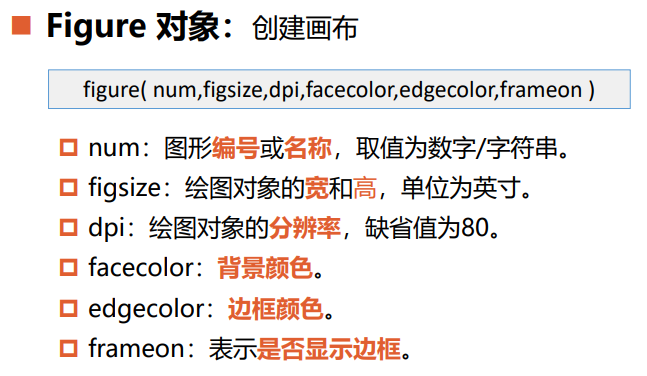 Figure 对象：创建画布
figure( num,figsize,dpi,facecolor,edgecolor,frameon )
num：图形编号或名称，取值为数字/字符串。
figsize：绘图对象的宽和高，单位为英寸。
dpi：绘图对象的分辨率，缺省值为80。
facecolor：背景颜色。
edgecolor：边框颜色。
frameon：表示是否显示边框。